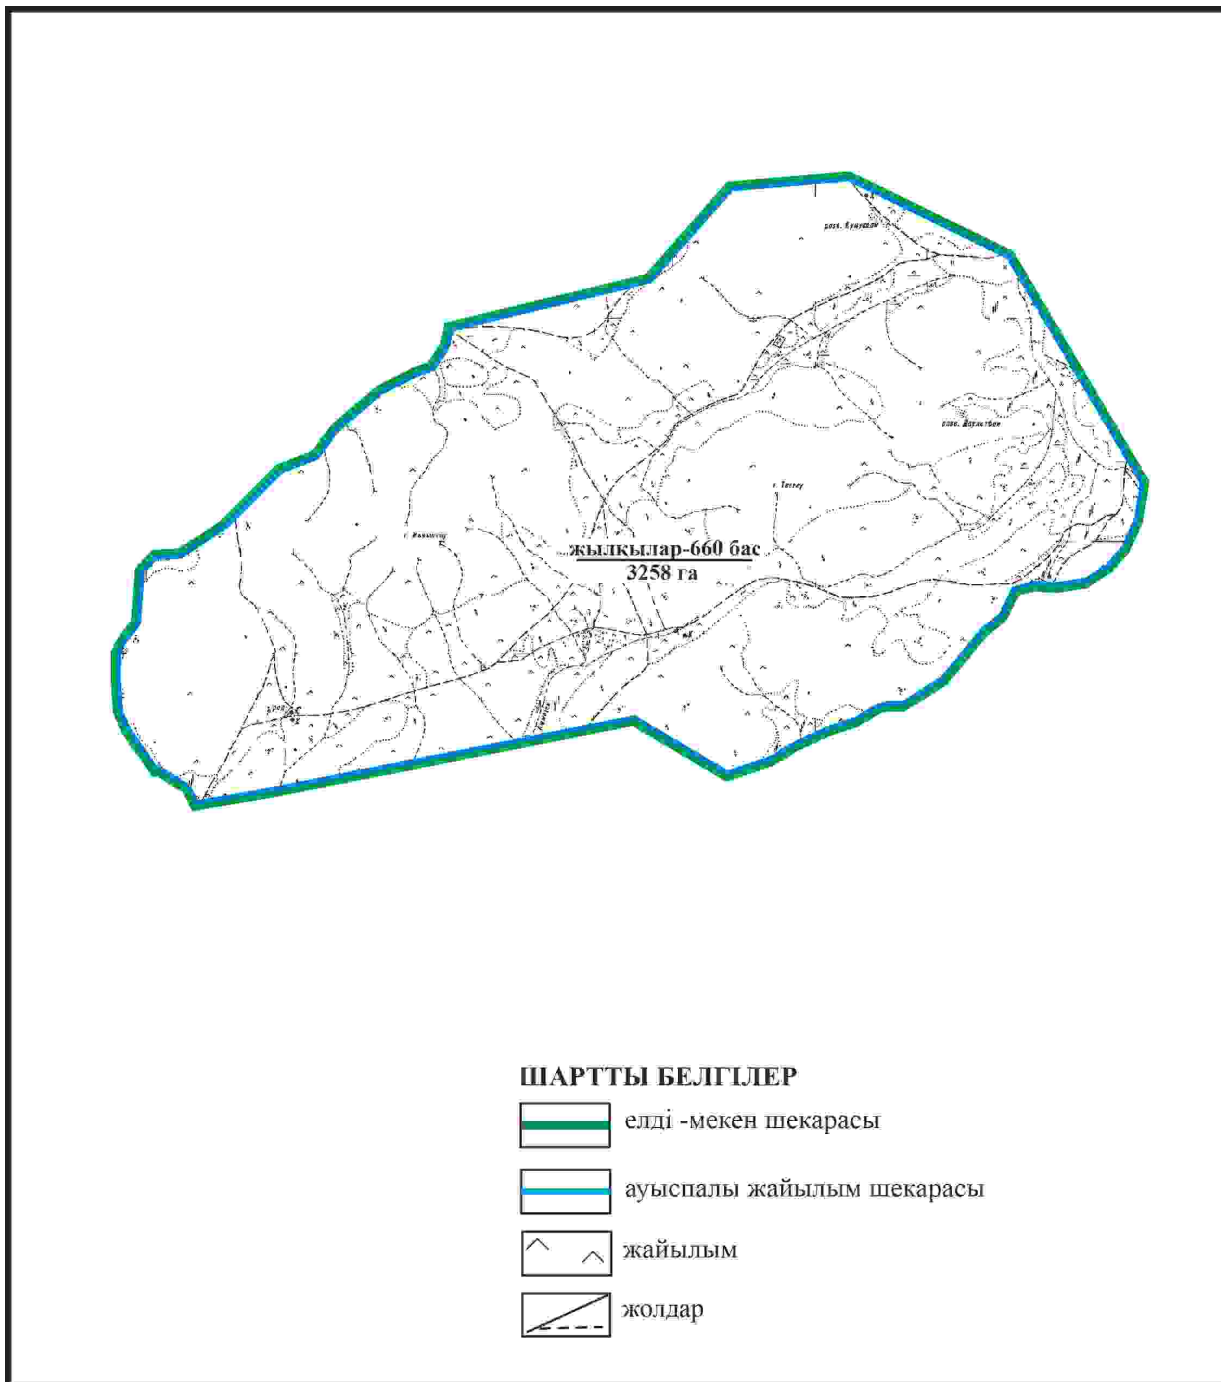 жылқылар-660 бас
3258 га
ШАРТТЫ БЕЛГІЛЕР
елді -мекен шекарасы
ауыспалы жайылым шекарасы
жайылым
жолдар